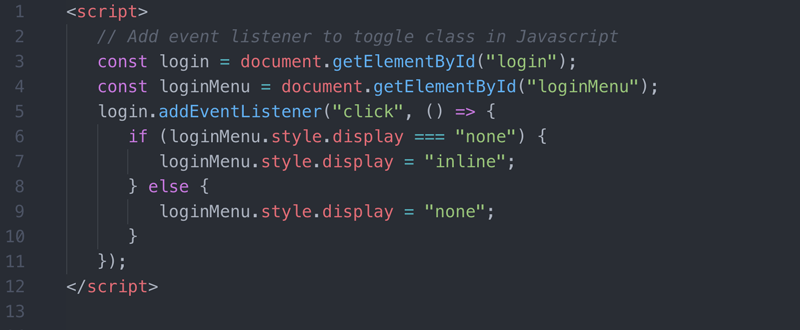 1 <script>
2 // Add event listener to toggle class in Javascript
3 const login = document.getElementById("login");
4 const loginMenu = document.getElementById("loginMenu");
5 login.addEventListener("click", () => {
6 if (loginMenu.style.display === "none") {
7 loginMenu.style.display = "inline";
8 } else {
9 loginMenu.style.display = "none";
10 }
11 });
12 </script>
13